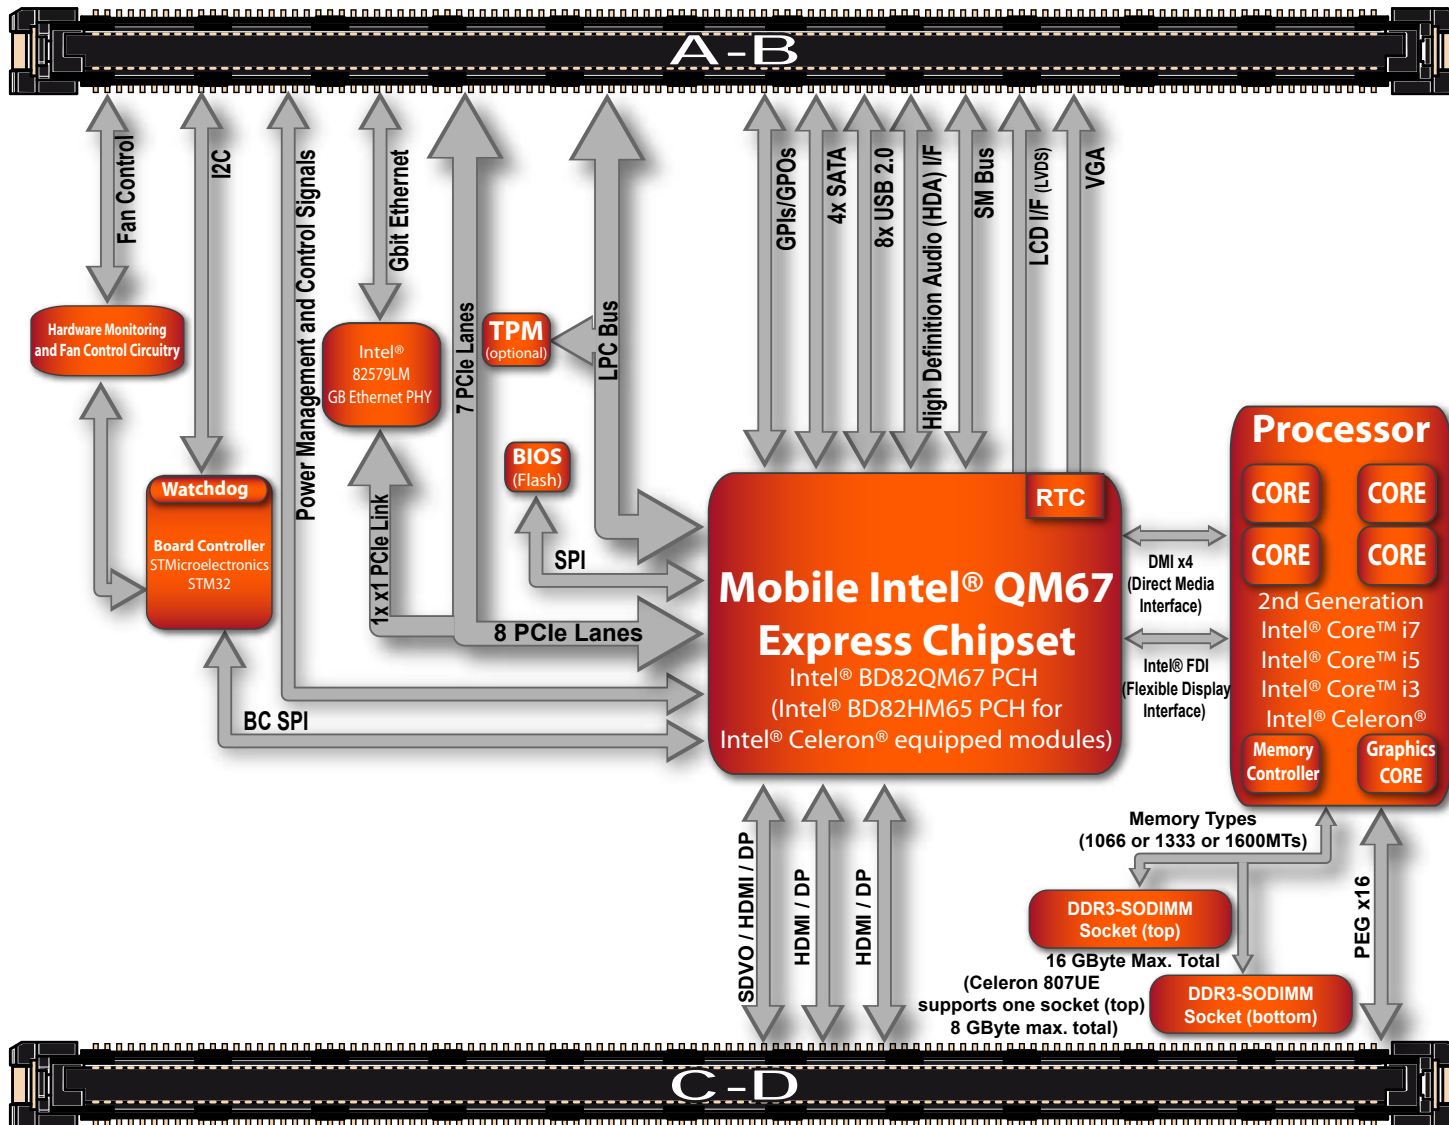 A-B
Fan Control
I2C
Power Management and Control Signals
Gbit Ethernet
7 PCIe Lanes
LPC Bus
GPIs/GPOs
4x SATA
8x USB 2.0
High Definition Audio (HDA) I/F
SM Bus
LCD I/F (LVDS)
VGA
Hardware Monitoring
and Fan Control Circuitry
Intel®
82579LM
GB Ethernet PHY
TPM
(optional)
BIOS
(Flash)
SPI
1x x1 PCIe Link
8 PCIe Lanes
Watchdog
Board Controller
STMicroelectronics
STM32
BC SPI
RTC
Mobile Intel® QM67
Express Chipset
Intel® BD82QM67 PCH
(Intel® BD82HM65 PCH for
Intel® Celeron® equipped modules)
DMI x4
(Direct Media
Interface)
Intel® FDI
(Flexible Display
Interface)
Processor
CORE
CORE
CORE
CORE
2nd Generation
Intel® Core™ i7
Intel® Core™ i5
Intel® Core™ i3
Intel® Celeron®
Memory
Controller
Graphics
CORE
SDVO / HDMI / DP
HDMI / DP
HDMI / DP
Memory Types
(1066 or 1333 or 1600MTs)
DDR3-SODIMM
Socket (top)
16 GByte Max. Total
(Celeron 807UE
supports one socket (top)
8 GByte max. total)
DDR3-SODIMM
Socket (bottom)
PEG x16
C-D